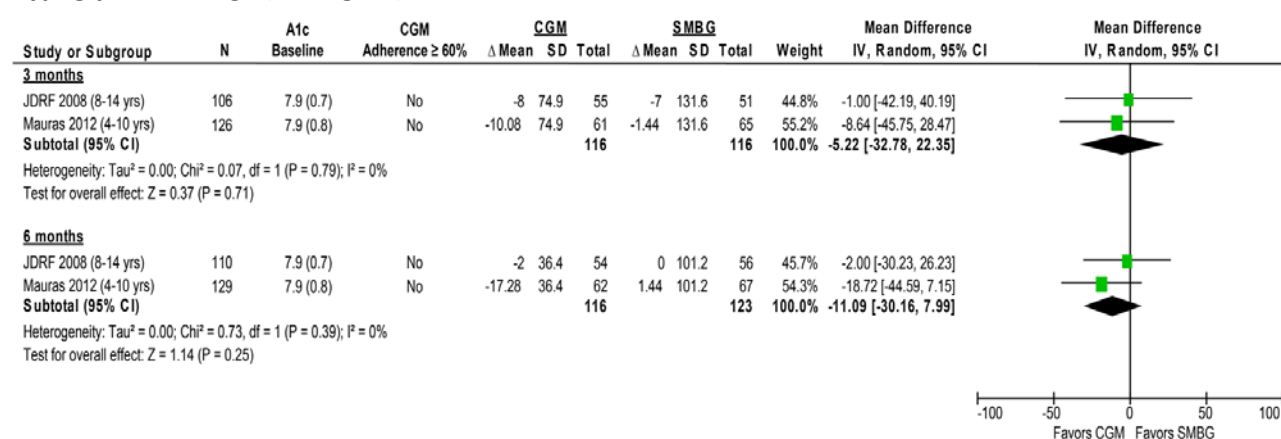 A1c CGM CGM SMBG Mean Difference Mean Difference
Study or Subgroup N Baseline Adherence ≥ 60% Δ Mean SD Total Δ Mean SD Total Weight IV, Random, 95% CI IV, Random, 95% CI
3 months
JDRF 2008 (8-14 yrs) 106 7.9 (0.7) No -8 74.9 55 -7 131.6 51 44.8% -1.00 [-42.19, 40.19]
Mauras 2012 (4-10 yrs) 126 7.9 (0.8) No -10.08 74.9 61 -1.44 131.6 65 55.2% -8.64 [-45.75, 28.47]
Subtotal (95% CI) 116 116 100.0% -5.22 [-32.78, 22.35]
Heterogeneity: Tau² = 0.00; Chi² = 0.07, df = 1 (P = 0.79); I² = 0%
Test for overall effect: Z = 0.37 (P = 0.71)
6 months
JDRF 2008 (8-14 yrs) 110 7.9 (0.7) No -2 36.4 54 0 101.2 56 45.7% -2.00 [-30.23, 26.23]
Mauras 2012 (4-10 yrs) 129 7.9 (0.8) No -17.28 36.4 62 1.44 101.2 67 54.3% -18.72 [-44.59, 7.15]
Subtotal (95% CI) 116 123 100.0% -11.09 [-30.16, 7.99]
Heterogeneity: Tau² = 0.00; Chi² = 0.73, df = 1 (P = 0.39); I² = 0%
Test for overall effect: Z = 1.14 (P = 0.25)
-100 -50 0 50 100
Favors CGM Favors SMBG